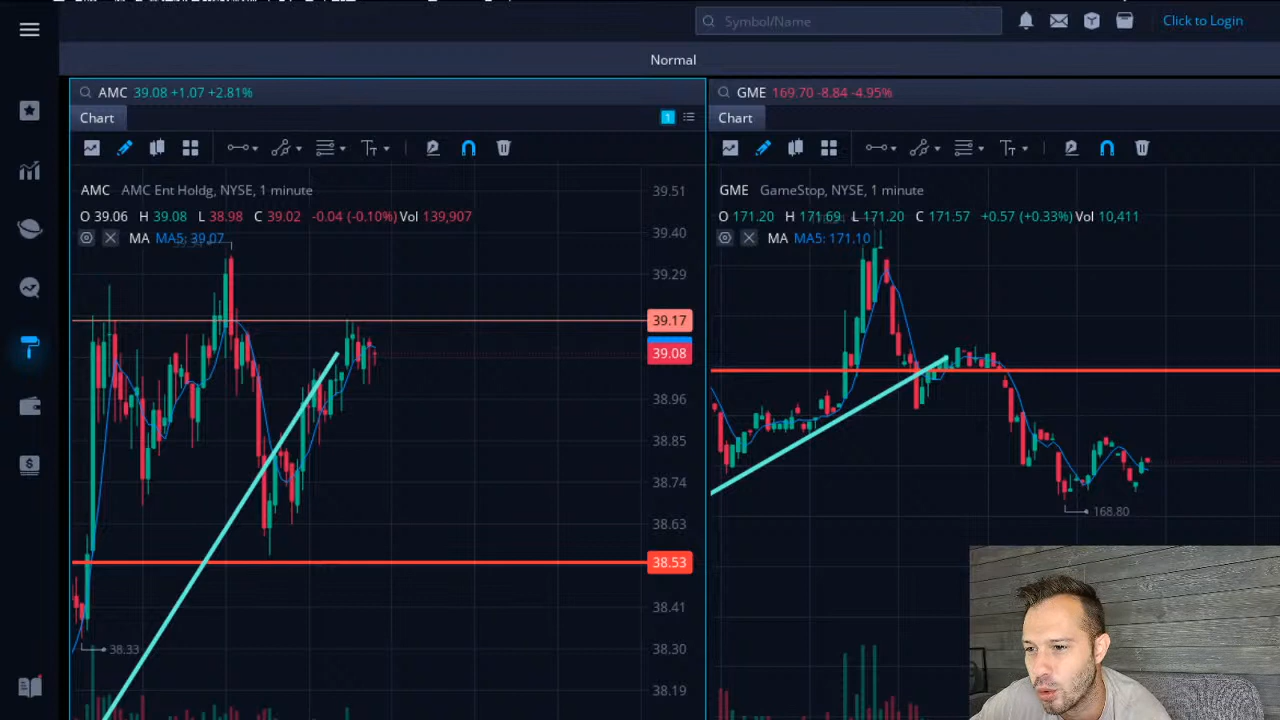 Symbol/Name
Click to Login
Normal
AMC 39.08 +1.07 +2.81%
Chart
1
AMC AMC Ent Holdg, NYSE, 1 minute
O 39.06 H 39.08 L 38.98 C 39.02 -0.04 (-0.10%) Vol 139,907
MA MA5: 39.07
39.51
39.40
39.29
39.17
39.08
38.96
38.85
38.74
38.63
38.53
38.41
38.30
38.19
38.33
GME 169.70 -8.84 -4.95%
Chart
GME GameStop, NYSE, 1 minute
O 171.20 H 171.69 L 171.20 C 171.57 +0.57 (+0.33%) Vol 10,411
MA MA5: 171.10
168.80